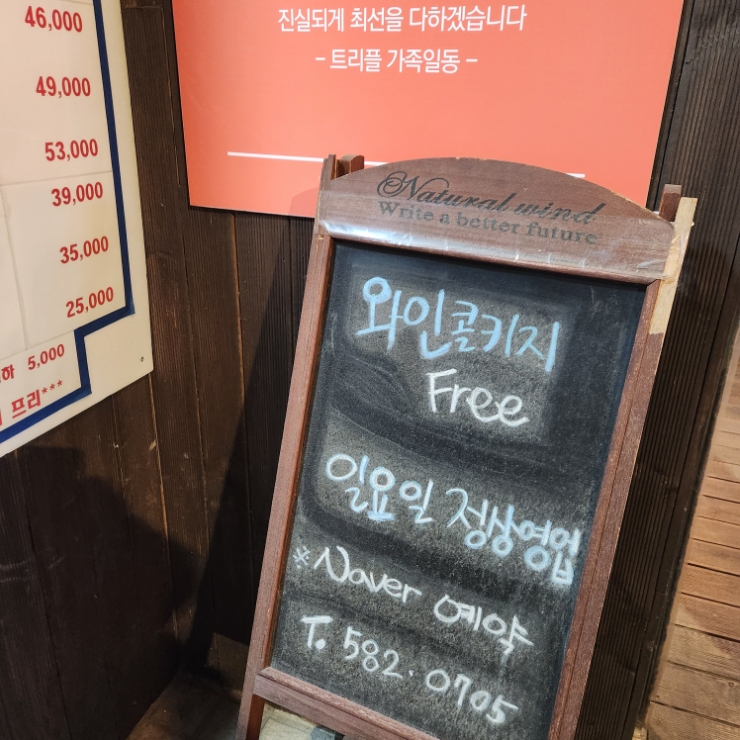 46,000
49,000
53,000
39,000
35,000
25,000
하 5,000
프리***
진실되게 최선을 다하겠습니다
- 트리플 가족일동 -
Natural wind
Write a better future
와인콜키지
Free
일요일 정상영업
※ Naver 예약
T. 582.0705